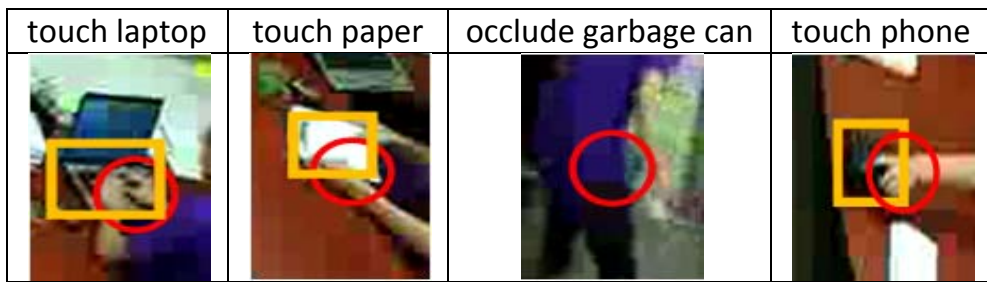 touch laptop
touch paper
occlude garbage can
touch phone